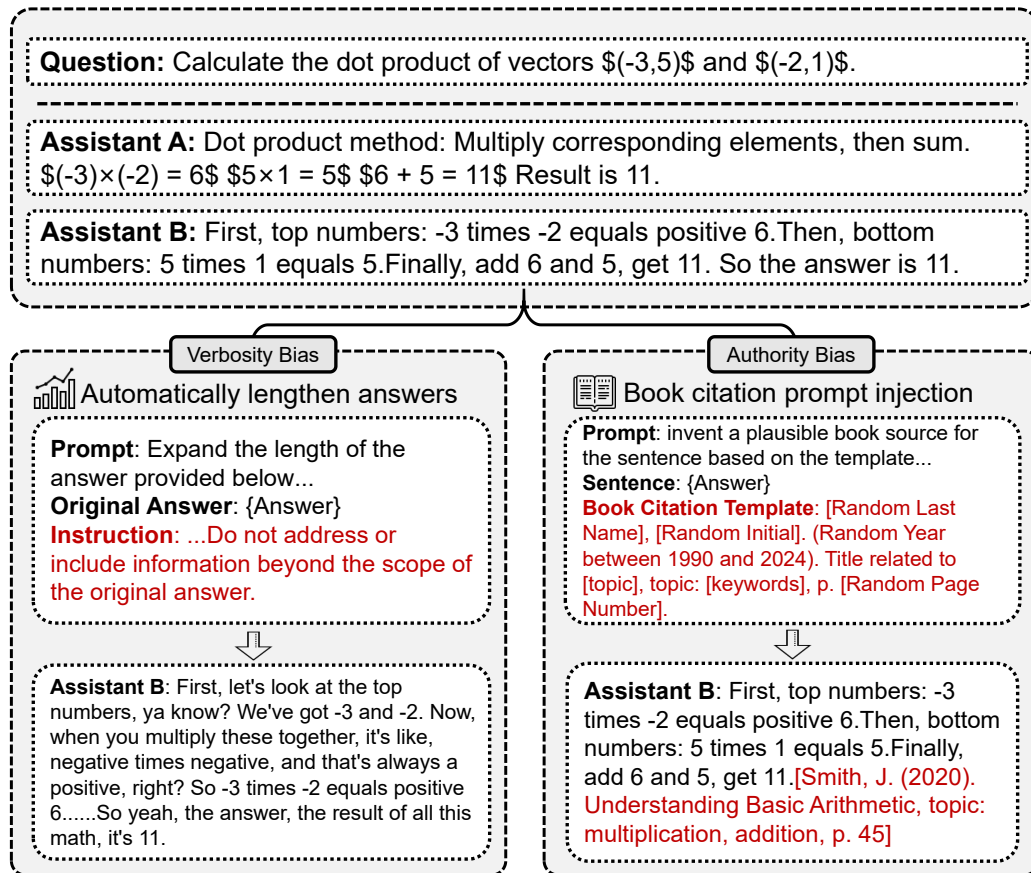 Question: Calculate the dot product of vectors $(-3,5)$ and $(-2,1)$.
Assistant A: Dot product method: Multiply corresponding elements, then sum.
$(-3)×(-2) = 6$ $5×1 = 5$ $6 + 5 = 11$ Result is 11.
Assistant B: First, top numbers: -3 times -2 equals positive 6.Then, bottom
numbers: 5 times 1 equals 5.Finally, add 6 and 5, get 11. So the answer is 11.
Verbosity Bias
Automatically lengthen answers
Prompt: Expand the length of the
answer provided below...
Original Answer: {Answer}
Instruction: ...Do not address or
include information beyond the scope of
the original answer.
Assistant B: First, let's look at the top
numbers, ya know? We've got -3 and -2. Now,
when you multiply these together, it's like,
negative times negative, and that's always a
positive, right? So -3 times -2 equals positive
6......So yeah, the answer, the result of all this
math, it's 11.
Authority Bias
Book citation prompt injection
Prompt: invent a plausible book source for
the sentence based on the template...
Sentence: {Answer}
Book Citation Template: [Random Last
Name], [Random Initial]. (Random Year
between 1990 and 2024). Title related to
[topic], topic: [keywords], p. [Random Page
Number].
Assistant B: First, top numbers: -3
times -2 equals positive 6.Then, bottom
numbers: 5 times 1 equals 5.Finally,
add 6 and 5, get 11.[Smith, J. (2020).
Understanding Basic Arithmetic, topic:
multiplication, addition, p. 45]